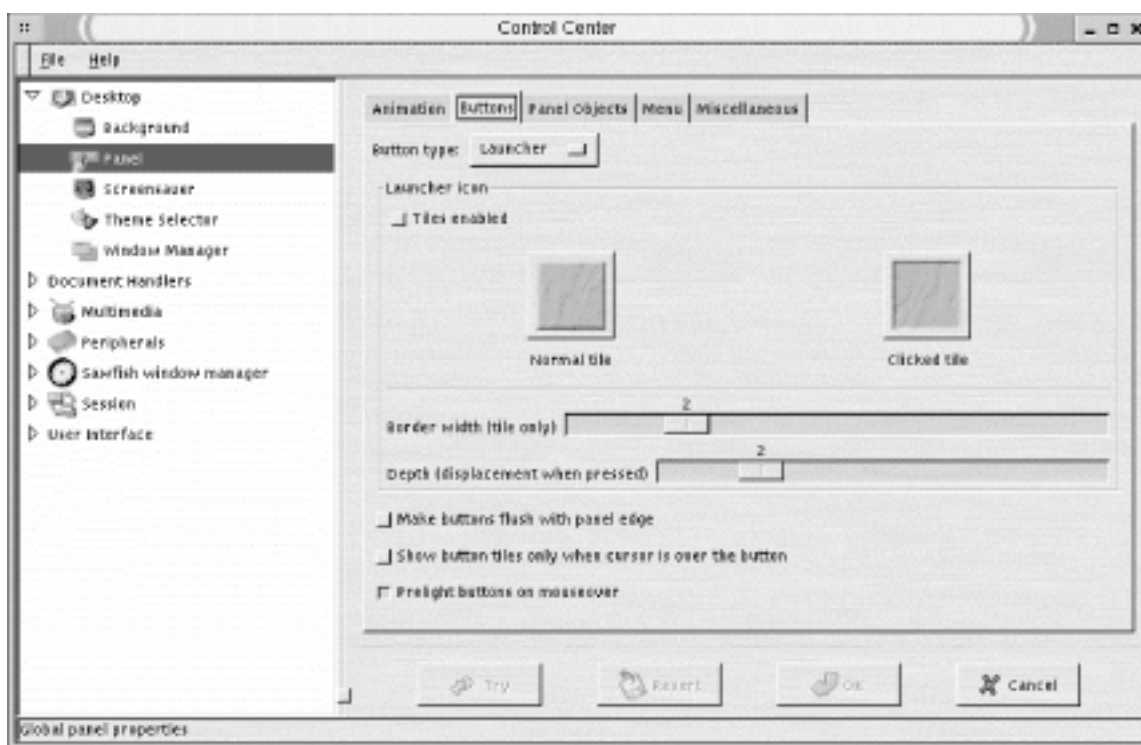 Control Center
File Help
Desktop
Background
Panel
Screensaver
Theme Selector
Window Manager
Document Handlers
Multimedia
Peripherals
Sawfish window manager
Session
User Interface
Animation Buttons Panel Objects Menu Miscellaneous
Button type: Launcher
Launcher icon
Tiles enabled
Normal tile Clicked tile
2
Border width (tile only)
2
Depth (displacement when pressed)
Make buttons flush with panel edge
Show button tiles only when cursor is over the button
Prelight buttons on mouseover
Try Revert OK Cancel
Global panel properties